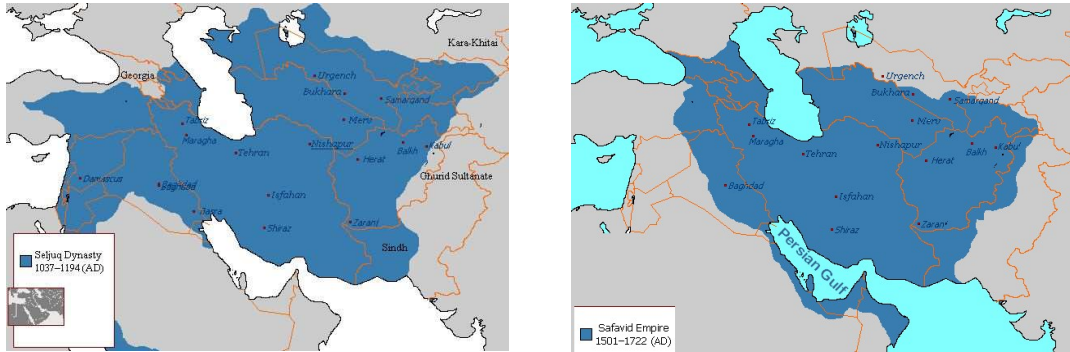 Kara-Khitai
Georgia
Urgench
Bukhara
Samargand
Tabriz
Maragha
Merv
Nishapur
Tehran
Herat
Balkh
Kabul
Ghurid Sultanate
Damascus
Baghdad
Isfahan
Basra
Zaranj
Shiraz
Sindh
Seljuq Dynasty
1037–1194 (AD)
Urgench
Bukhara
Samargand
Tabriz
Maragha
Merv
Nishapur
Tehran
Herat
Balkh
Kabul
Baghdad
Isfahan
Zaranj
Shiraz
Persian Gulf
Safavid Empire
1501–1722 (AD)